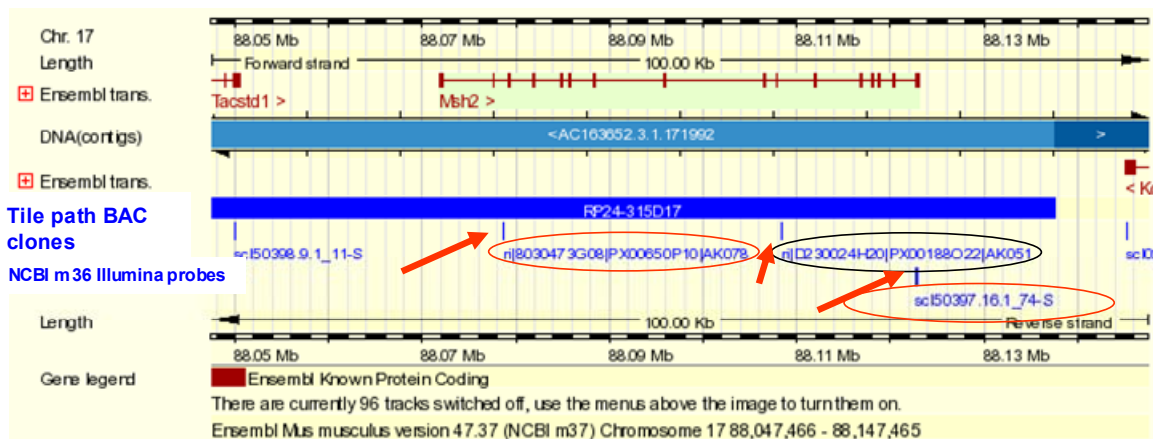 Chr. 17 88.05 Mb 88.07 Mb 88.09 Mb 88.11 Mb 88.13 Mb
Length Forward strand 100.00 Kb
Ensembl trans.
Tacstd1 > Msh2 >
DNA(contigs) <AC163652.3.1.171992 >
Ensembl trans.
<
Tile path BAC
clones
RP24-315D17
scl50398.9.1_11-S ri|8030473G08|PX00650P10|AK078 ri|D230024H20|PX00188O22|AK051
NCBI m36 Illumina probes
scl50397.16.1_74-S
Length 100.00 Kb Reverse strand
88.05 Mb 88.07 Mb 88.09 Mb 88.11 Mb 88.13 Mb
Gene legend Ensembl Known Protein Coding
There are currently 96 tracks switched off, use the menus above the image to turn them on.
Ensembl Mus musculus version 47.37 (NCBI m37) Chromosome 17 88,047,466 - 88,147,465